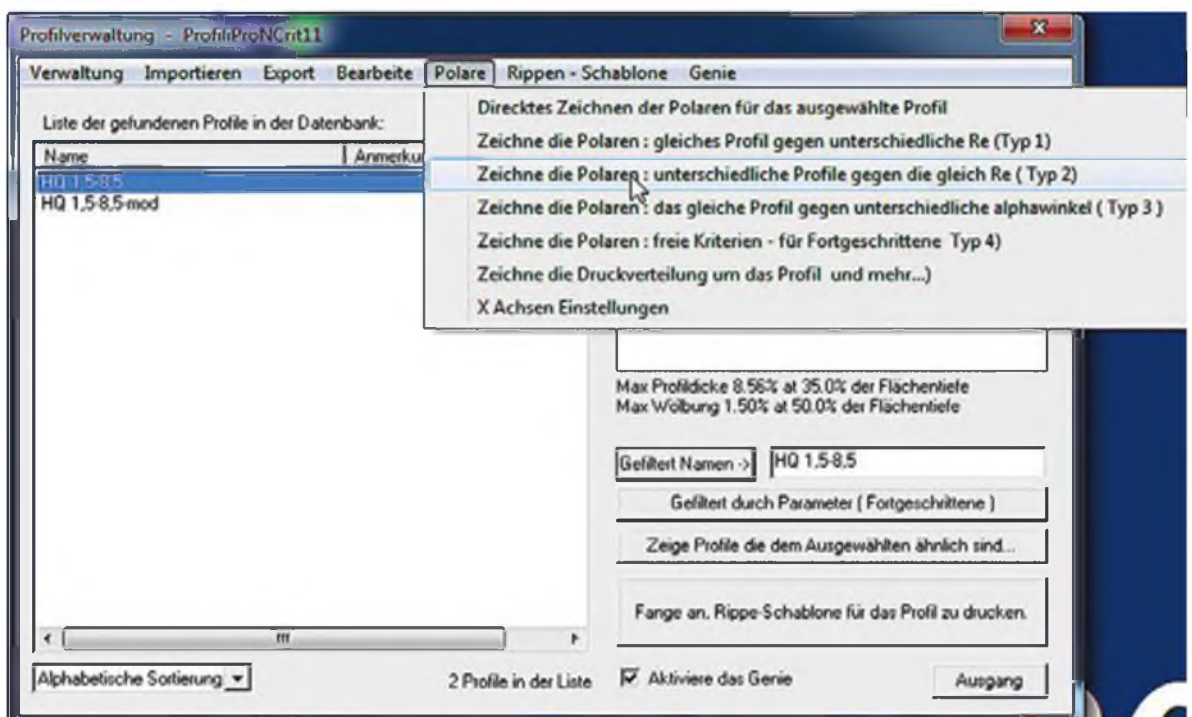 Profilverwaltung - ProfiliProNCrit11
Verwaltung Importieren Export Bearbeite Polare Rippen - Schablone Genie
Direcktes Zeichnen der Polaren für das ausgewählte Profil
Zeichne die Polaren : gleiches Profil gegen unterschiedliche Re (Typ 1)
Zeichne die Polaren : unterschiedliche Profile gegen die gleich Re ( Typ 2)
Zeichne die Polaren : das gleiche Profil gegen unterschiedliche alphawinkel ( Typ 3 )
Zeichne die Polaren : freie Kriterien - für Fortgeschrittene Typ 4)
Zeichne die Druckverteilung um das Profil und mehr...)
X Achsen Einstellungen
Liste der gefundenen Profile in der Datenbank:
Name Anmerku
HQ 1,5-8,5
HQ 1,5-8,5-mod
Max Profildicke 8.56% at 35.0% der Flächentiefe
Max Wölbung 1.50% at 50.0% der Flächentiefe
Gefiltert Namen -> HQ 1,5-8,5
Gefiltert durch Parameter ( Fortgeschrittene )
Zeige Profile die dem Ausgewählten ähnlich sind...
Fange an, Rippe-Schablone für das Profil zu drucken.
Alphabetische Sortierung 2 Profile in der Liste Aktiviere das Genie Ausgang